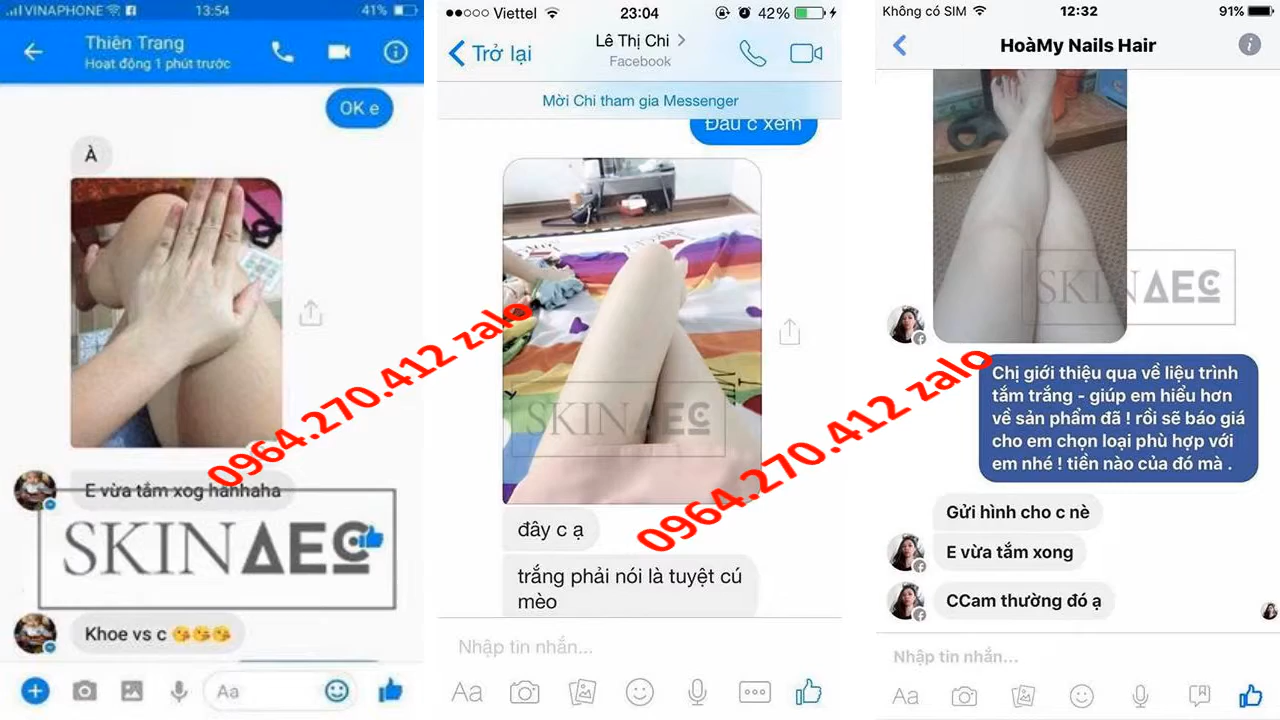 VINAPHONE
13:54
41%
Thiên Trang
Hoạt động 1 phút trước
OK e
À
E vừa tắm xog hahhaha
SKINAEC
Khoe vs c 😘😘😘
Aa
Viettel
23:04
42%
Trở lại
Lê Thị Chi
Facebook
Mời Chi tham gia Messenger
Đâu c xem
SKINAEC
đây c ạ
trắng phải nói là tuyệt cú
mèo
Nhập tin nhắn...
Aa
Không có SIM
12:32
91%
HoàMy Nails Hair
SKINAEC
Chị giới thiệu qua về liệu trình
tắm trắng - giúp em hiểu hơn
về sản phẩm đã ! rồi sẽ báo giá
cho em chọn loại phù hợp với
em nhé ! tiền nào của đó mà .
Gửi hình cho c nè
E vừa tắm xong
CCam thường đó ạ
Nhập tin nhắn...
Aa
0964.270.412 zalo
0964.270.412 zalo